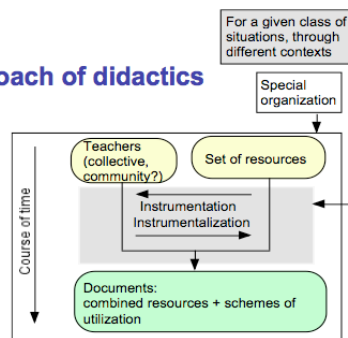 For a given class of
situations, through
different contexts
oach of didactics
Special
organization
Teachers
(collective,
community?)
Set of resources
Instrumentation
Instrumentalization
Course of time
Documents:
combined resources + schemes of
utilization